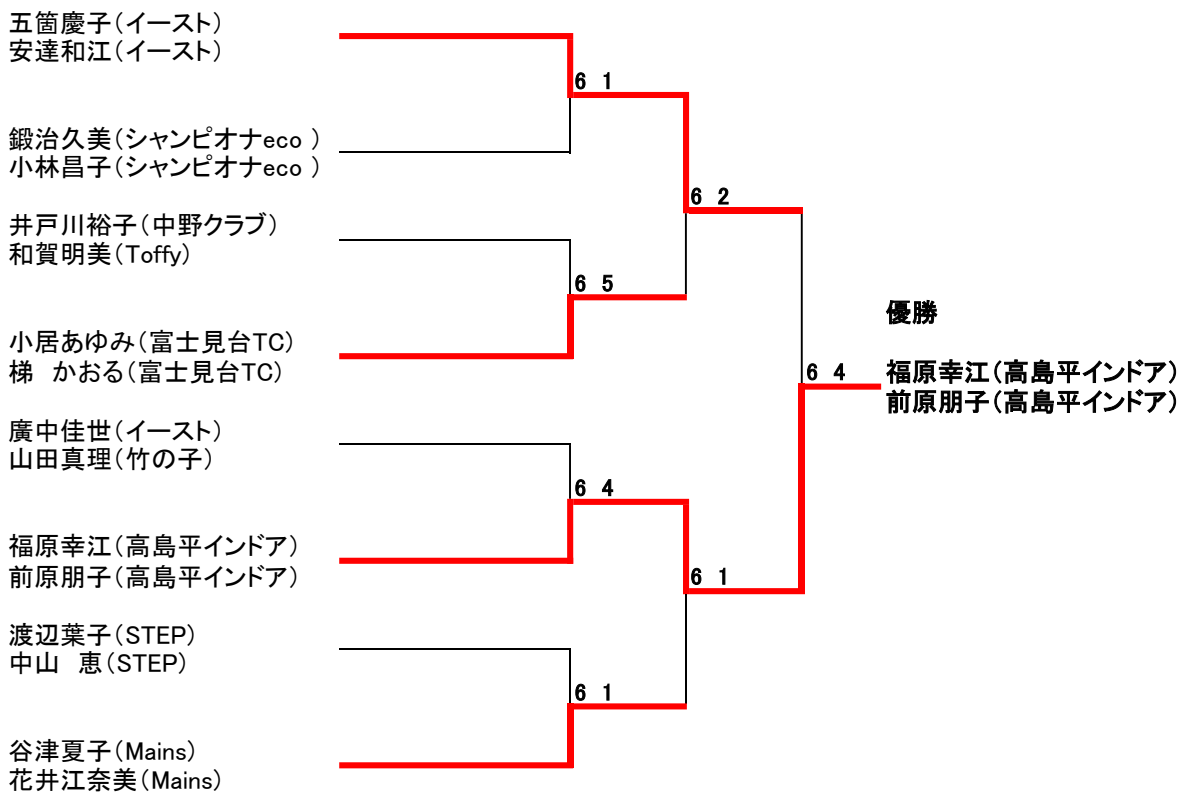 五箇慶子(イースト)
安達和江(イースト)
6 1
鍛治久美(シャンピオナeco )
小林昌子(シャンピオナeco )
6 2
井戸川裕子(中野クラブ)
和賀明美(Toffy)
6 5
優勝
小居あゆみ(富士見台TC)
梯 かおる(富士見台TC)
6 4
福原幸江(高島平インドア)
前原朋子(高島平インドア)
廣中佳世(イースト)
山田真理(竹の子)
6 4
福原幸江(高島平インドア)
前原朋子(高島平インドア)
6 1
渡辺葉子(STEP)
中山 恵(STEP)
6 1
谷津夏子(Mains)
花井江奈美(Mains)